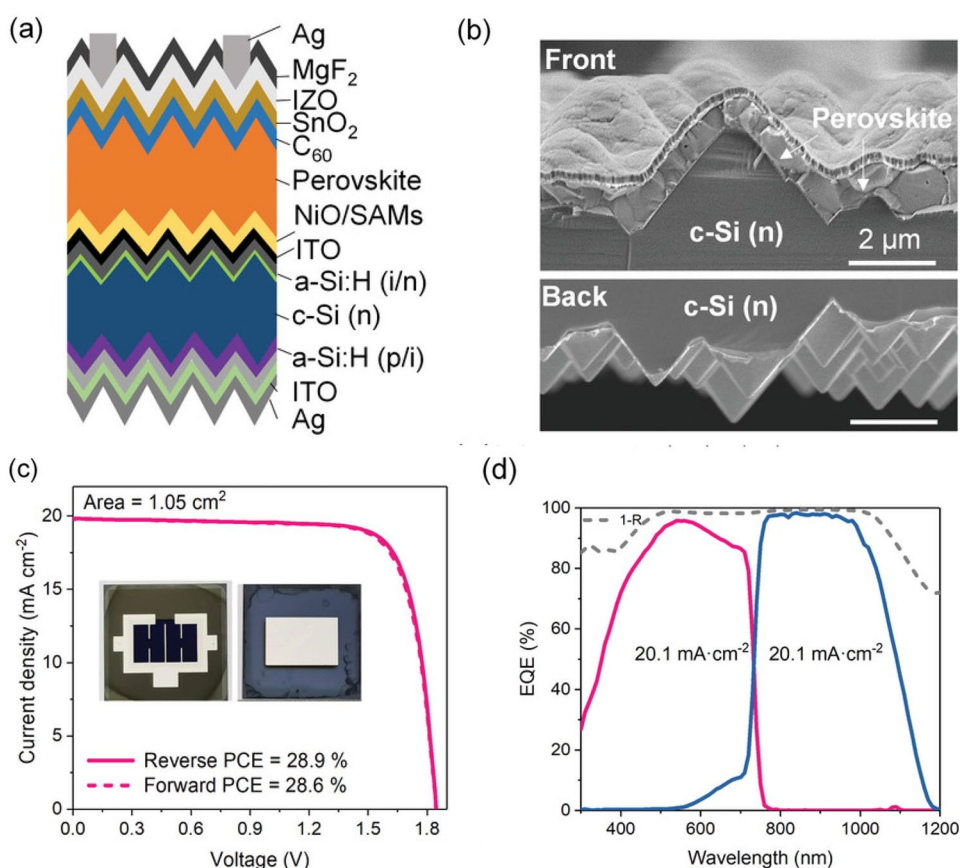 (a)
Ag
MgF₂
IZO
SnO₂
C₆₀
Perovskite
NiO/SAMs
ITO
a-Si:H (i/n)
c-Si (n)
a-Si:H (p/i)
ITO
Ag
(b)
Front
Perovskite
c-Si (n)
2 µm
Back
c-Si (n)
(c)
Area = 1.05 cm²
Current density (mA cm⁻²)
20
15
10
5
0
Reverse PCE = 28.9 %
Forward PCE = 28.6 %
0.0 0.3 0.6 0.9 1.2 1.5 1.8
Voltage (V)
(d)
EQE (%)
100
80
60
40
20
0
1-R
20.1 mA·cm⁻²
20.1 mA·cm⁻²
400 600 800 1000 1200
Wavelength (nm)